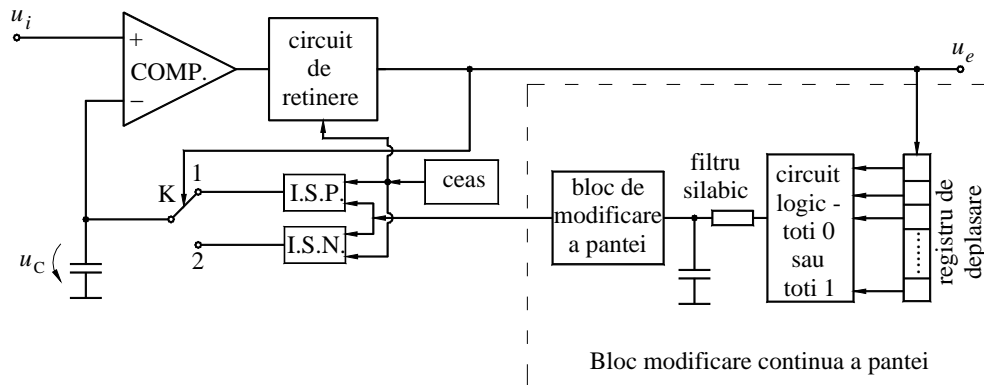 u_i
+
COMP.
−
circuit
de
retinere
u_e
K
1
2
I.S.P.
I.S.N.
ceas
u_C
bloc de
modificare
a pantei
filtru
silabic
circuit
logic -
toti 0
sau
toti 1
registru de
deplasare
Bloc modificare continua a pantei